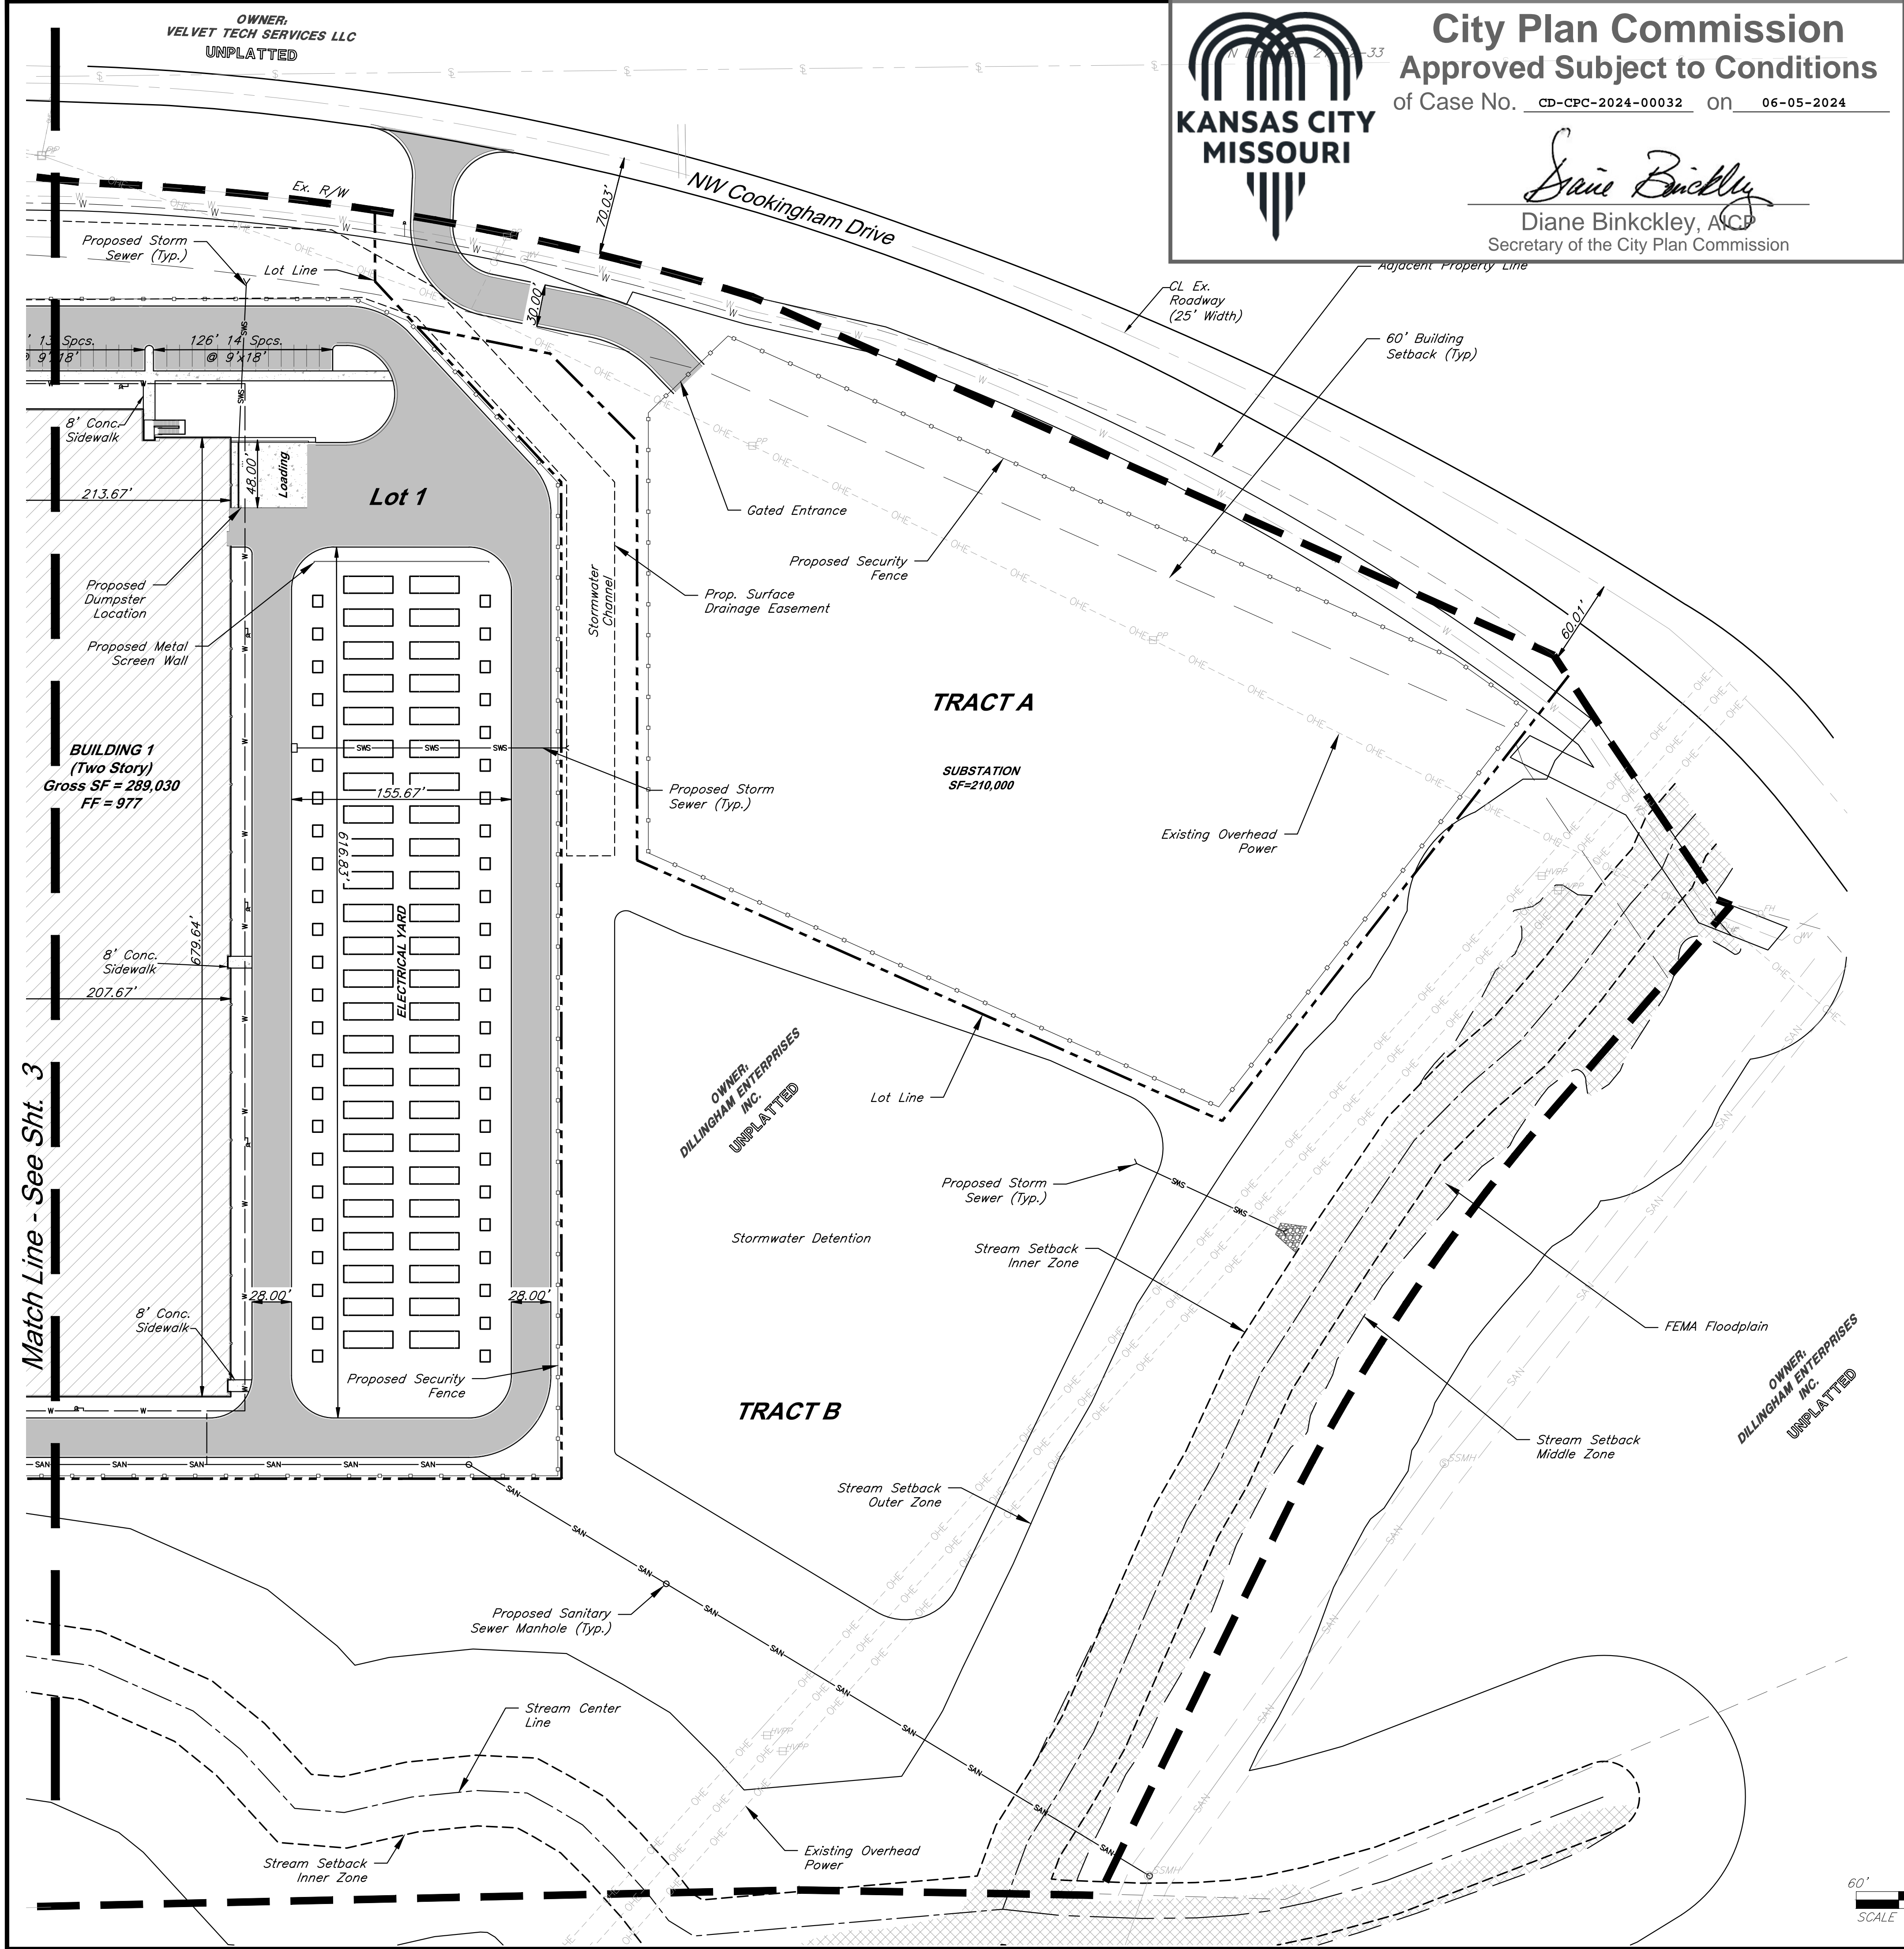 OWNER:
VELVET TECH SERVICES LLC
UNPLATTED
City Plan Commission
Approved Subject to Conditions
of Case No. CD-CPC-2024-00032 on 06-05-2024
KANSAS CITY
MISSOURI
Diane Binckley
Diane Binkckley, AICP
Secretary of the City Plan Commission
Ex. R/W
70.03'
NW Cookingham Drive
Adjacent Property Line
CL Ex.
Roadway
(25' Width)
60' Building
Setback (Typ)
Proposed Storm
Sewer (Typ.)
Lot Line
30.00'
126' 14 Spcs.
@ 9'x18'
8' Conc.
Sidewalk
213.67'
48.00'
Loading
Lot 1
Gated Entrance
Proposed Security
Fence
Prop. Surface
Drainage Easement
Stormwater
Channel
Proposed
Dumpster
Location
Proposed Metal
Screen Wall
60.01'
TRACT A
SUBSTATION
SF=210,000
BUILDING 1
(Two Story)
Gross SF = 289,030
FF = 977
Proposed Storm
Sewer (Typ.)
155.67'
616.83'
Existing Overhead
Power
ELECTRICAL YARD
679.64'
8' Conc.
Sidewalk
207.67'
Match Line - See Sht. 3
OWNER:
DILLINGHAM ENTERPRISES
INC.
UNPLATTED
Lot Line
Proposed Storm
Sewer (Typ.)
Stormwater Detention
Stream Setback
Inner Zone
28.00'
28.00'
8' Conc.
Sidewalk
FEMA Floodplain
OWNER:
DILLINGHAM ENTERPRISES
INC.
UNPLATTED
Proposed Security
Fence
TRACT B
Stream Setback
Middle Zone
Stream Setback
Outer Zone
SSMH
Proposed Sanitary
Sewer Manhole (Typ.)
Stream Center
Line
HVPP
HVPP
Existing Overhead
Power
Stream Setback
Inner Zone
SSMH
60'
SCALE